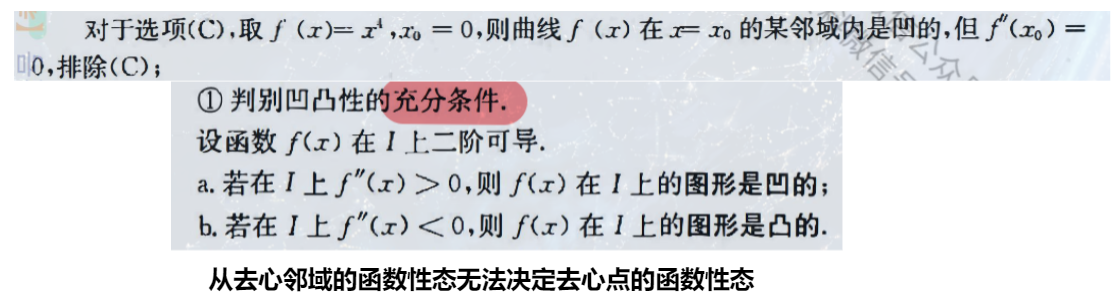 对于选项(C),取 f (x)= x⁴ ,x₀ = 0,则曲线 f (x) 在 x= x₀ 的某邻域内是凹的,但 f″(x₀) =
0,排除(C);
① 判别凹凸性的充分条件.
设函数 f(x) 在 I 上二阶可导.
a. 若在 I 上 f″(x) > 0,则 f(x) 在 I 上的图形是凹的;
b. 若在 I 上 f″(x) < 0,则 f(x) 在 I 上的图形是凸的.
从去心邻域的函数性态无法决定去心点的函数性态